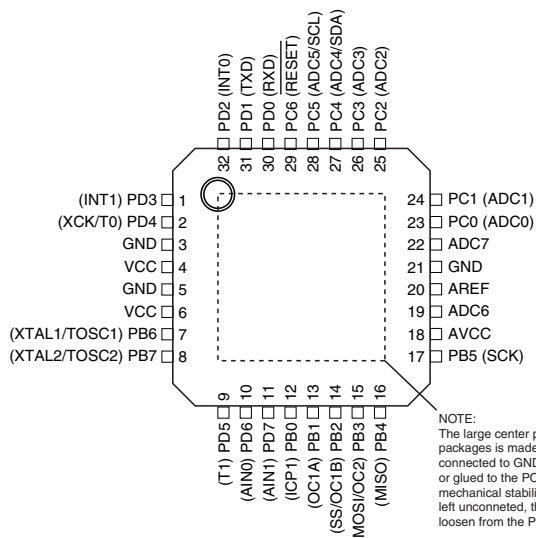 32 PD2 (INT0)
31 PD1 (TXD)
30 PD0 (RXD)
29 PC6 (RESET)
28 PC5 (ADC5/SCL)
27 PC4 (ADC4/SDA)
26 PC3 (ADC3)
25 PC2 (ADC2)
(INT1) PD3 1
(XCK/T0) PD4 2
GND 3
VCC 4
GND 5
VCC 6
(XTAL1/TOSC1) PB6 7
(XTAL2/TOSC2) PB7 8
24 PC1 (ADC1)
23 PC0 (ADC0)
22 ADC7
21 GND
20 AREF
19 ADC6
18 AVCC
17 PB5 (SCK)
(T1) PD5 9
(AIN0) PD6 10
(AIN1) PD7 11
(ICP1) PB0 12
(OC1A) PB1 13
(SS/OC1B) PB2 14
MOSI/OC2) PB3 15
(MISO) PB4 16
NOTE:
The large center
packages is made
connected to GND
or glued to the PC
mechanical stabili
left unconneted, th
loosen from the P